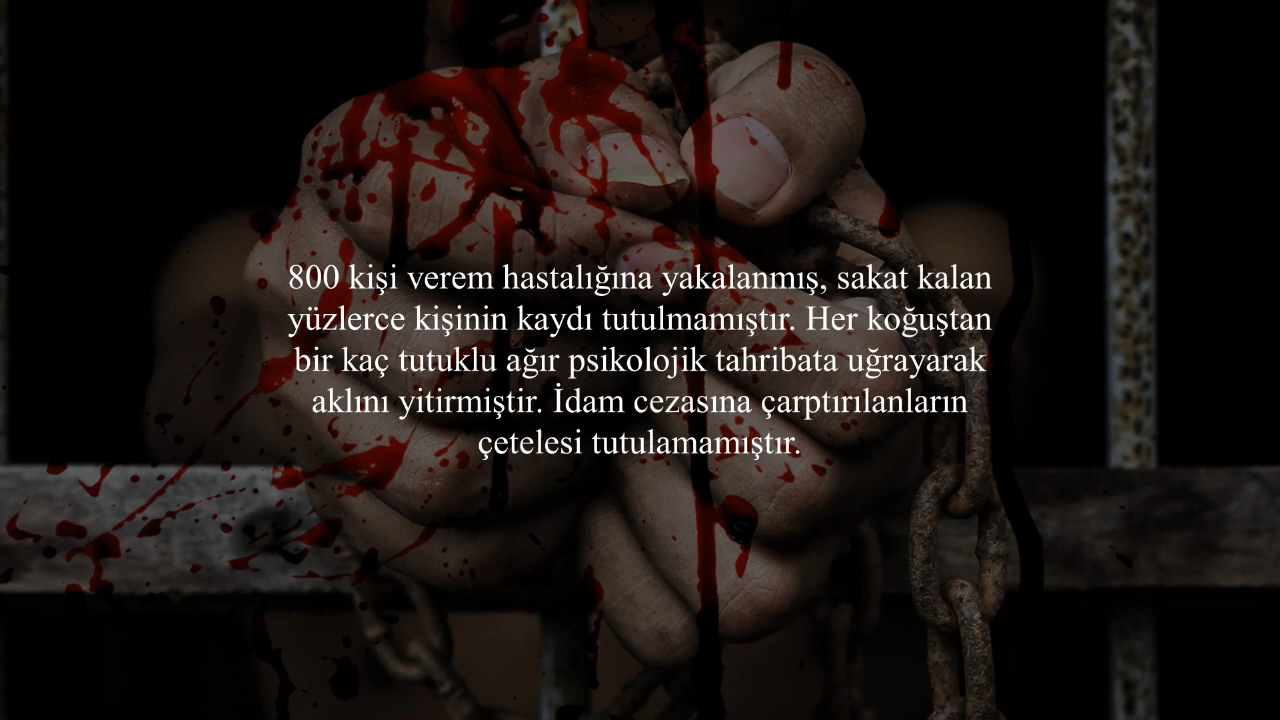 800 kişi verem hastalığına yakalanmış, sakat kalan
yüzlerce kişinin kaydı tutulmamıştır. Her koğuştan
bir kaç tutuklu ağır psikolojik tahribata uğrayarak
aklını yitirmiştir. İdam cezasına çarptırılanların
çetelesi tutulamamıştır.